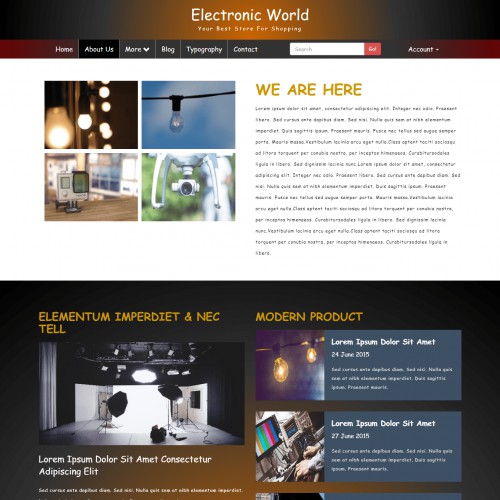 Electronic World
Your Best Store For Shopping
Home About Us More Blog Typography Contact Search Go! Account
WE ARE HERE
Lorem ipsum dolor sit amet, consectetur adipiscing elit. Integer nec odio. Praesent
libero. Sed cursus ante dapibus diam. Sed nisi. Nulla quis sem at nibh elementum
imperdiet. Duis sagittis ipsum. Praesent mauris. Fusce nec tellus sed augue semper
porta. Mauris massa. Vestibulum lacinia arcu eget nulla.Class aptent taciti sociosqu
ad litora torquent per conubia nostra, per inceptos himenaeos. Curabitursodales
ligula in libero. Sed dignissim lacinia nunc.Lorem ipsum dolor sit amet, consectetur
adipiscing elit. Integer nec odio. Praesent libero. Sed cursus ante dapibus diam. Sed
nisi. Nulla quis sem at nibh elementum imperdiet. Duis sagittis ipsum. Praesent
mauris. Fusce nec tellus sed augue semper porta. Mauris massa. Vestibulum lacinia
arcu eget nulla.Class aptent taciti sociosqu ad litora torquent per conubia nostra,
per inceptos himenaeos. Curabitursodales ligula in libero. Sed dignissim lacinia
nunc.Vestibulum lacinia arcu eget nulla.Class aptent taciti sociosqu ad litora
torquent per conubia nostra, per inceptos himenaeos. Curabitursodales ligula in
libero.
ELEMENTUM IMPERDIET & NEC
TELL
Lorem Ipsum Dolor Sit Amet Consectetur
Adipiscing Elit
Sed cursus ante dapibus diam. Sed nisi. Nulla quis sem at nibh elementum
MODERN PRODUCT
Lorem Ipsum Dolor Sit Amet
24 June 2015
Sed cursus ante dapibus diam. Sed nisi. Nulla quis
sem at nibh elementum imperdiet. Duis sagittis
ipsum.
Lorem Ipsum Dolor Sit Amet
27 June 2015
Sed cursus ante dapibus diam. Sed nisi. Nulla quis
sem at nibh elementum imperdiet. Duis sagittis
ipsum.